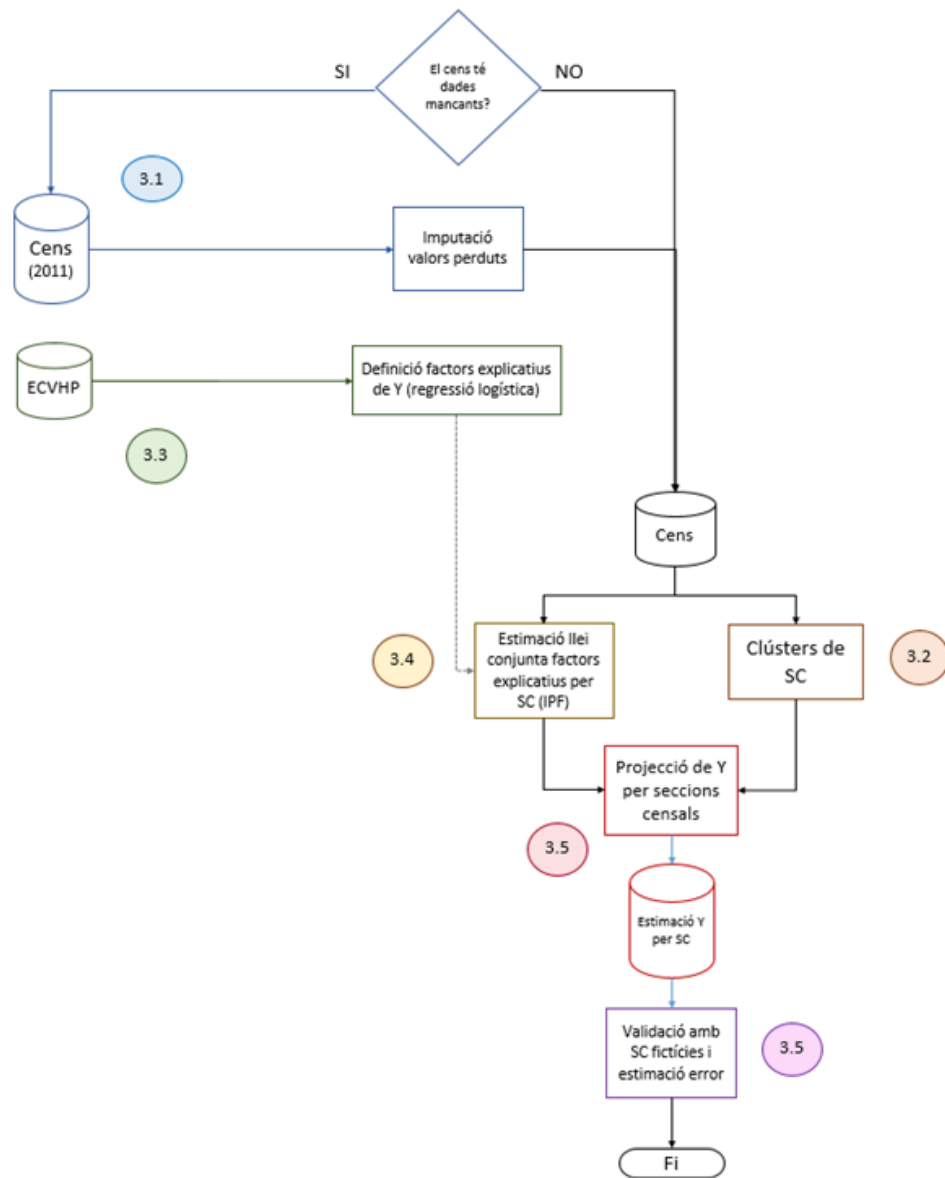 El cens té
dades
mancants?
SI
NO
3.1
Cens
(2011)
Imputació
valors perduts
ECVHP
Definició factors explicatius
de Y (regressió logística)
3.3
Cens
3.4
Estimació llei
conjunta factors
explicatius per
SC (IPF)
Clústers de
SC
3.2
Projecció de Y
per seccions
censals
3.5
Estimació Y
per SC
Validació amb
SC fictícies i
estimació error
3.5
Fi